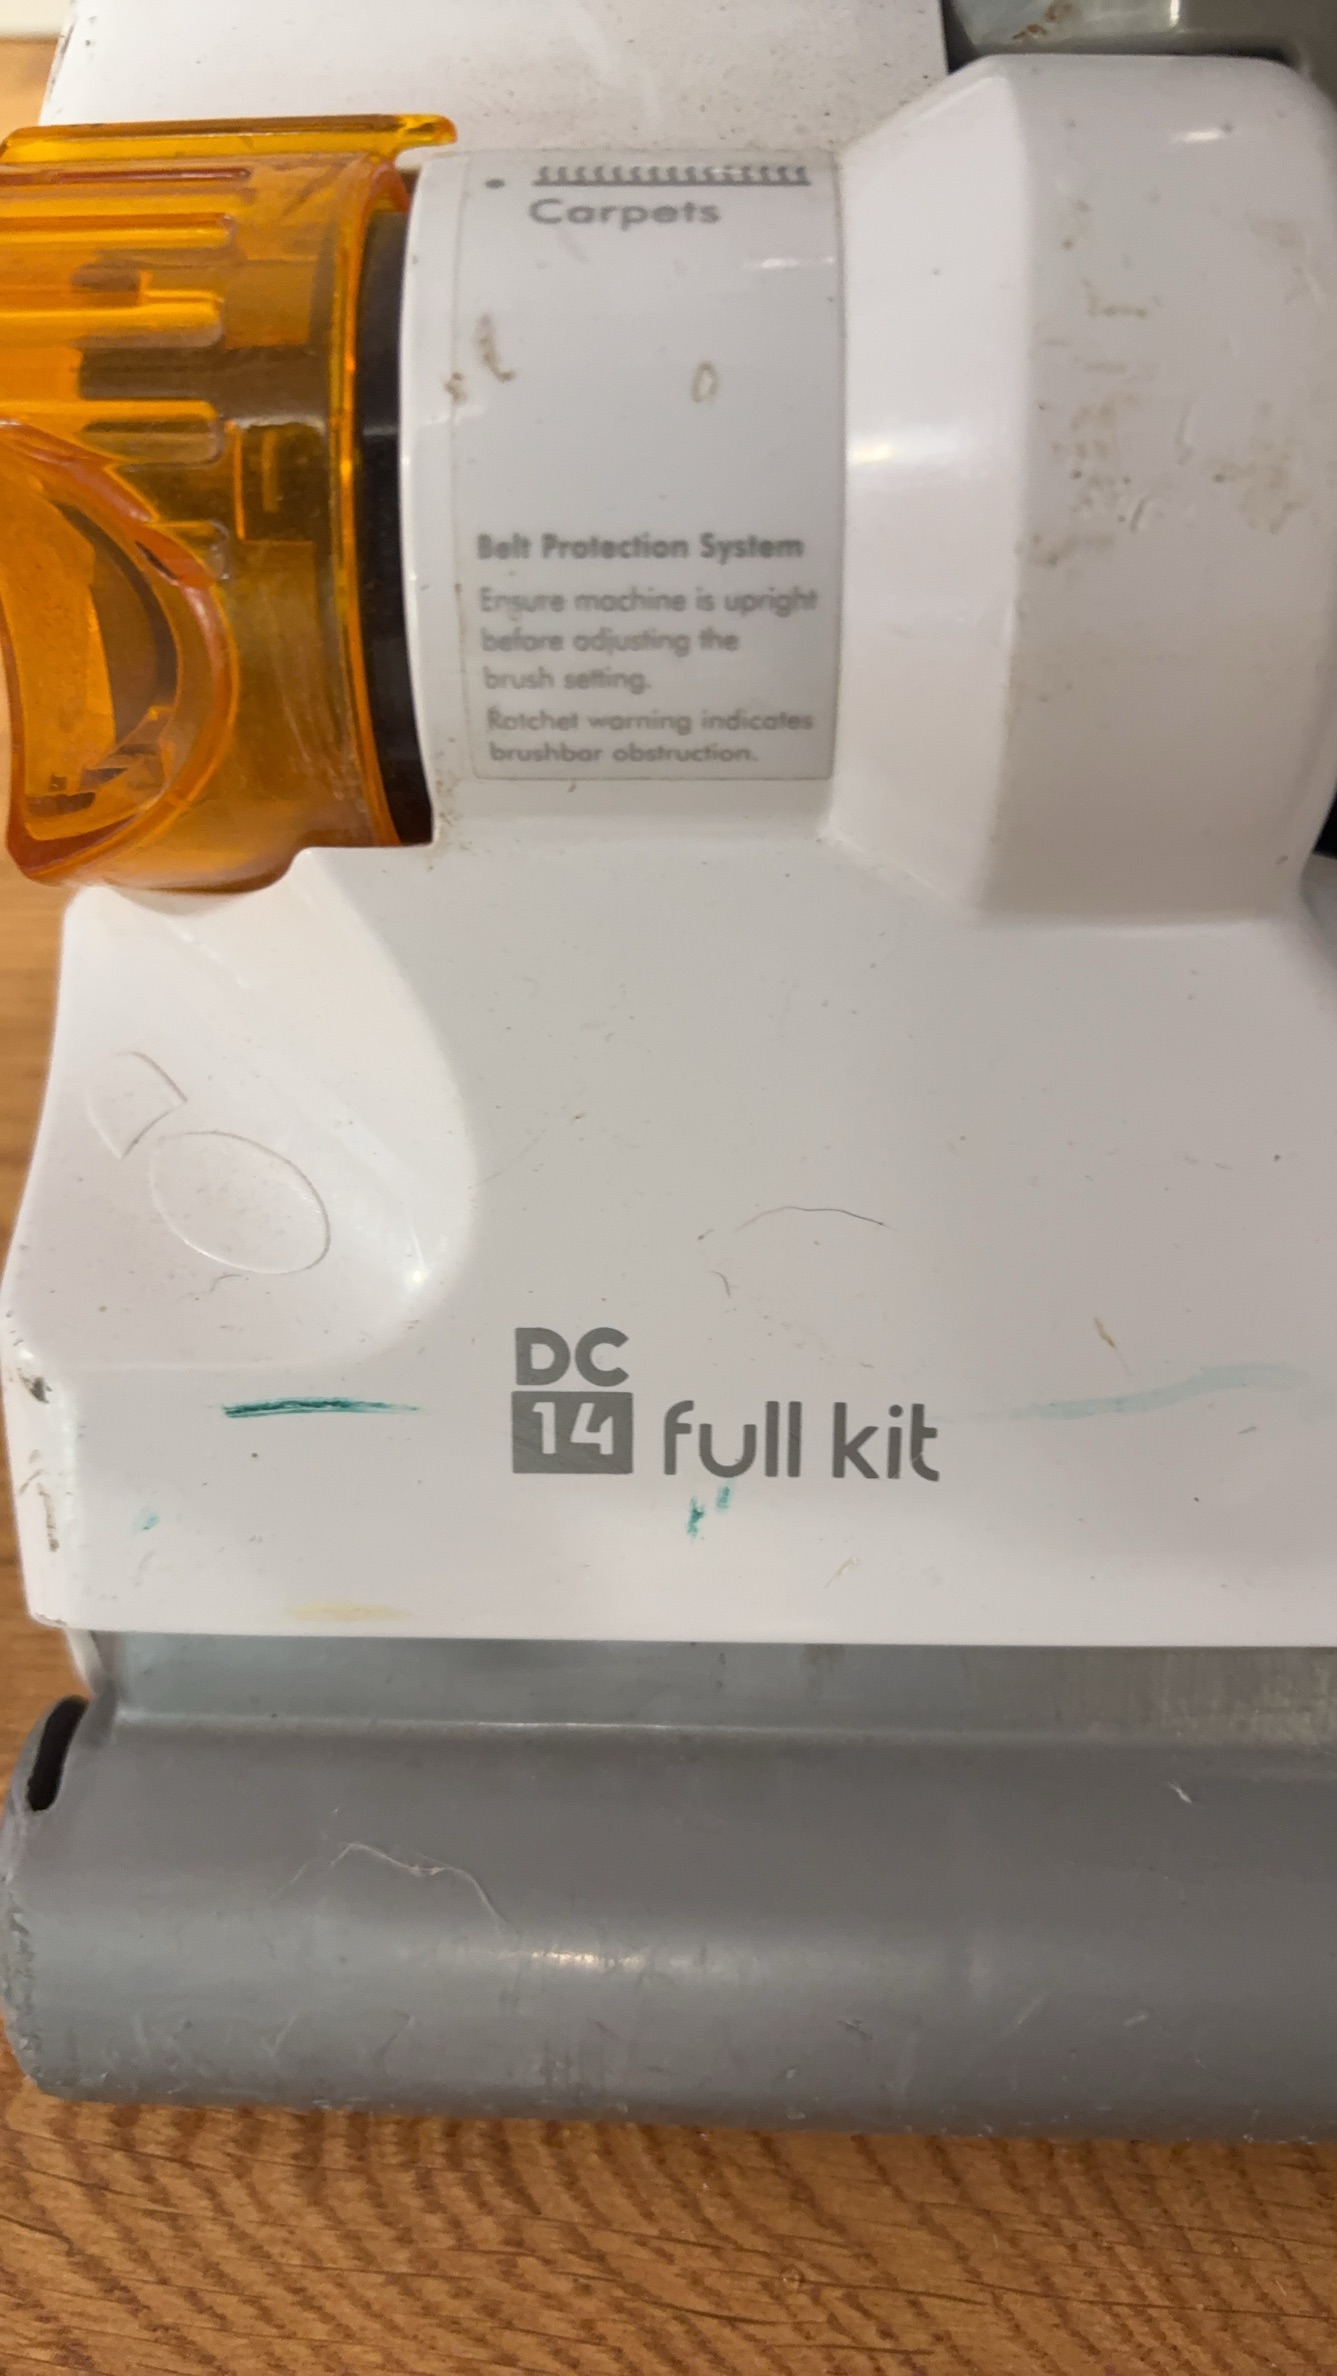 Carpets
Belt Protection System
Ensure machine is upright
before adjusting the
brush setting.
Ratchet warning indicates
brushbar obstruction.
DC
14 full kit